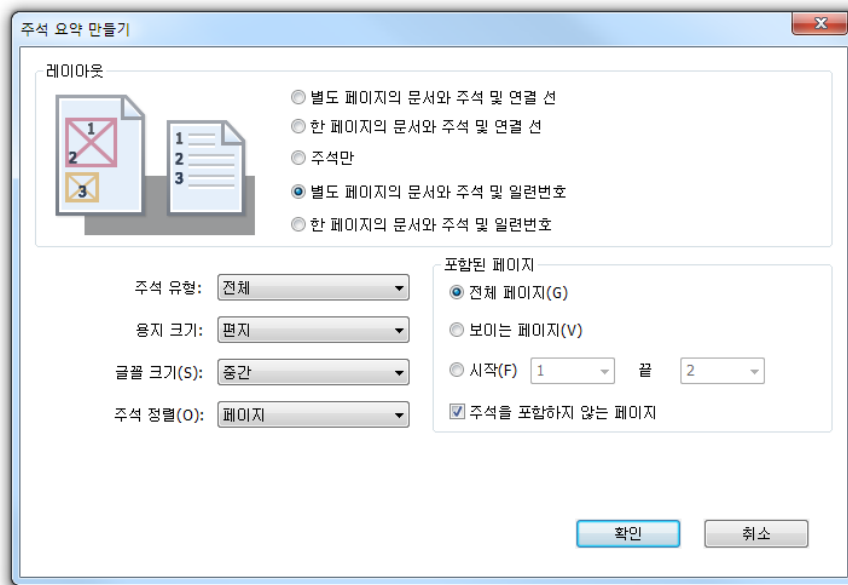 주석 요약 만들기
레이아웃
1
2
3
1
2
3
별도 페이지의 문서와 주석 및 연결 선
한 페이지의 문서와 주석 및 연결 선
주석만
별도 페이지의 문서와 주석 및 일련번호
한 페이지의 문서와 주석 및 일련번호
주석 유형: 전체
용지 크기: 편지
글꼴 크기(S): 중간
주석 정렬(O): 페이지
포함된 페이지
전체 페이지(G)
보이는 페이지(V)
시작(F) 1 끝 2
주석을 포함하지 않는 페이지
확인 취소